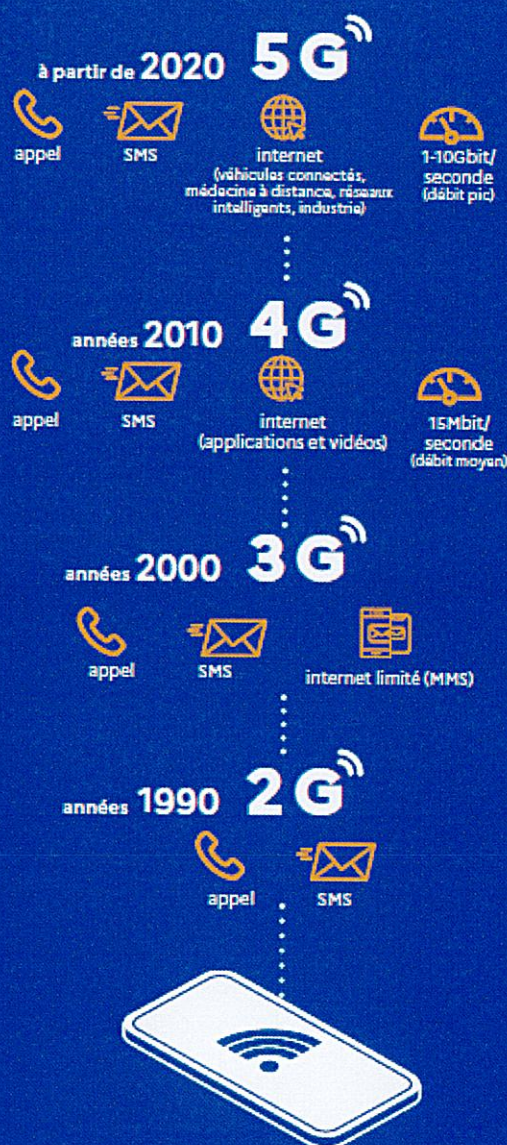 à partir de 2020 5G
appel
SMS
internet
(véhicules connectés,
médecine à distance, réseaux
intelligents, industrie)
1-10Gbit/
seconde
(débit pic)
années 2010 4G
appel
SMS
internet
(applications et vidéos)
15Mbit/
seconde
(débit moyen)
années 2000 3G
appel
SMS
internet limité (MMS)
années 1990 2G
appel
SMS